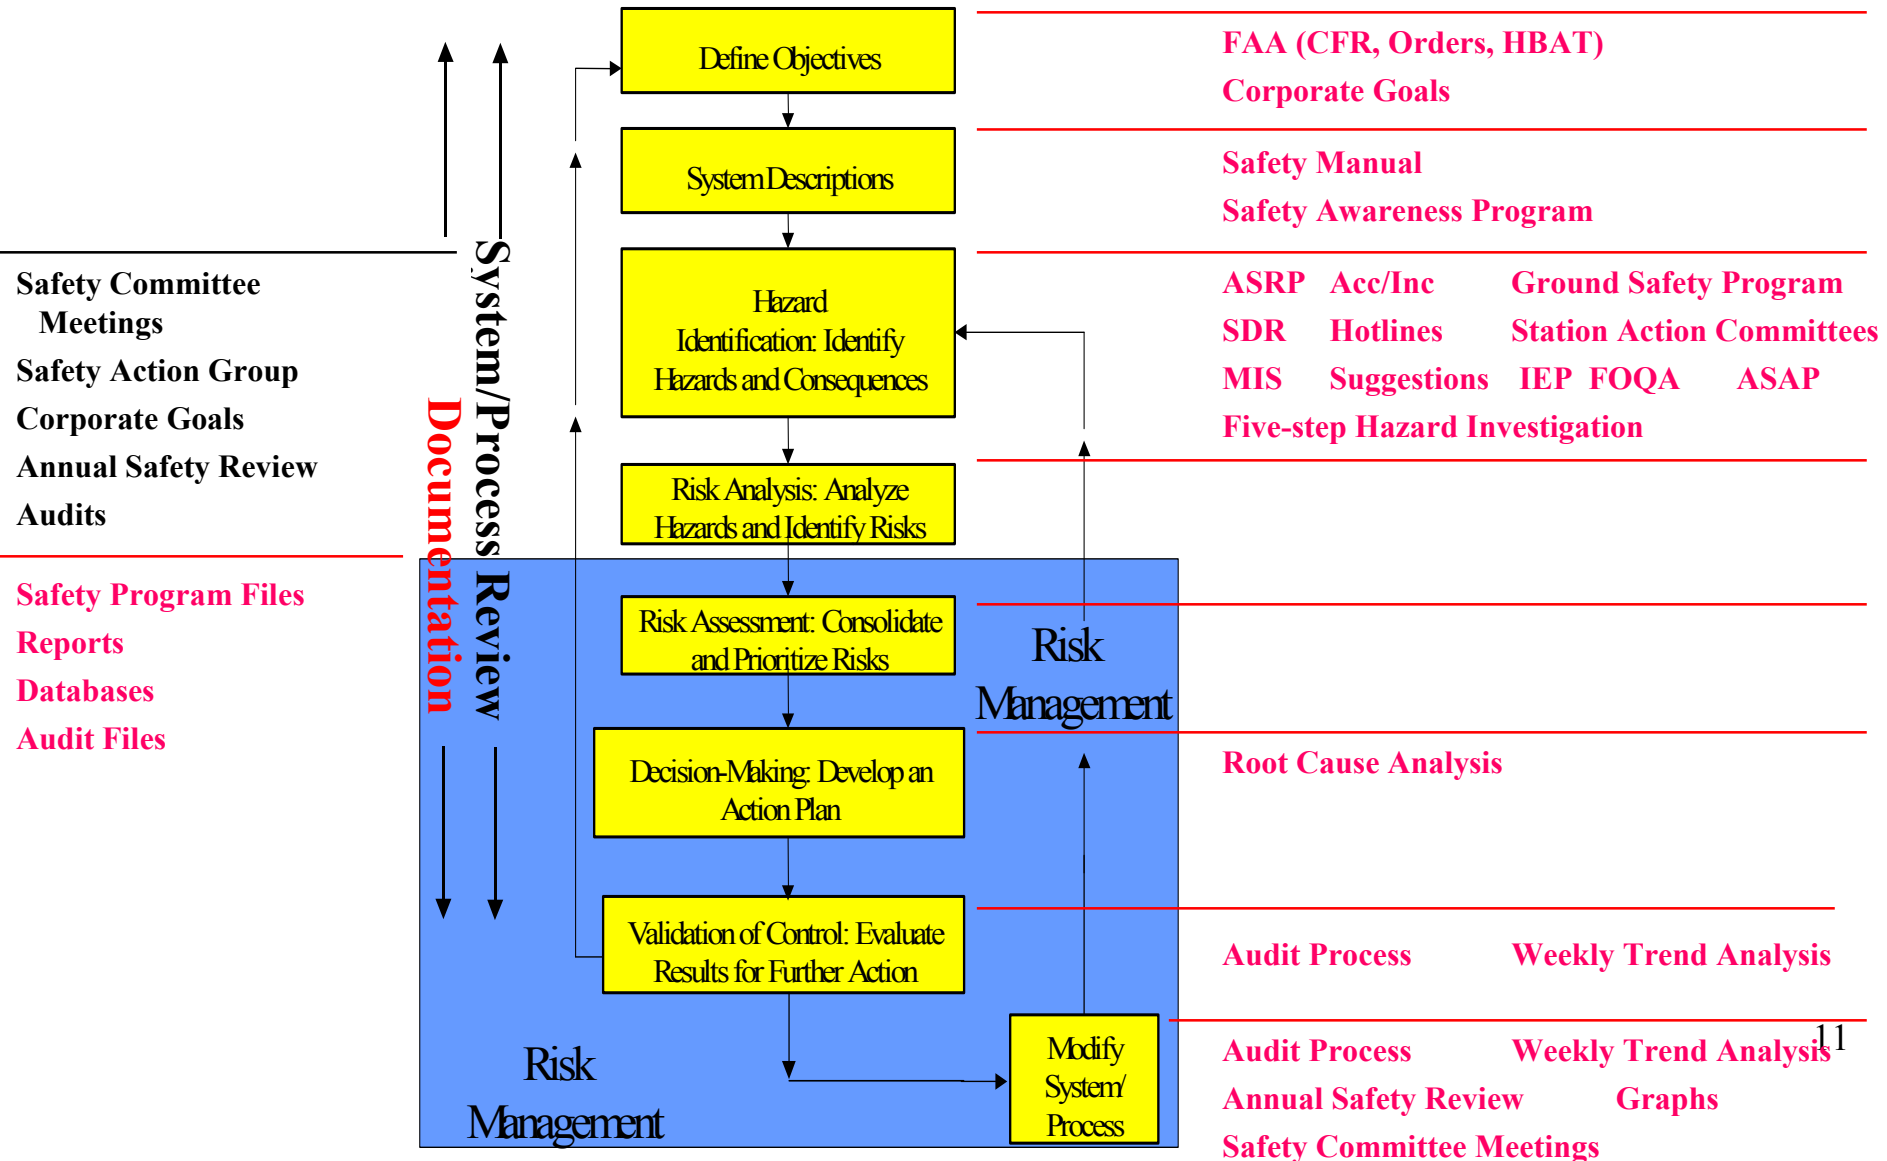 Define Objectives
System Descriptions
Hazard
Identification: Identify
Hazards and Consequences
Risk Analysis: Analyze
Hazards and Identify Risks
Risk Assessment: Consolidate
and Prioritize Risks
Decision-Making: Develop an
Action Plan
Validation of Control: Evaluate
Results for Further Action
Modify
System/
Process
Risk
Management
Risk
Management
System/Process Review
Documentation
Safety Committee
Meetings
Safety Action Group
Corporate Goals
Annual Safety Review
Audits
Safety Program Files
Reports
Databases
Audit Files
FAA (CFR, Orders, HBAT)
Corporate Goals
Safety Manual
Safety Awareness Program
ASRP Acc/Inc Ground Safety Program
SDR Hotlines Station Action Committees
MIS Suggestions IEP FOQA ASAP
Five-step Hazard Investigation
Root Cause Analysis
Audit Process Weekly Trend Analysis
Audit Process Weekly Trend Analysis
Annual Safety Review Graphs
Safety Committee Meetings
11